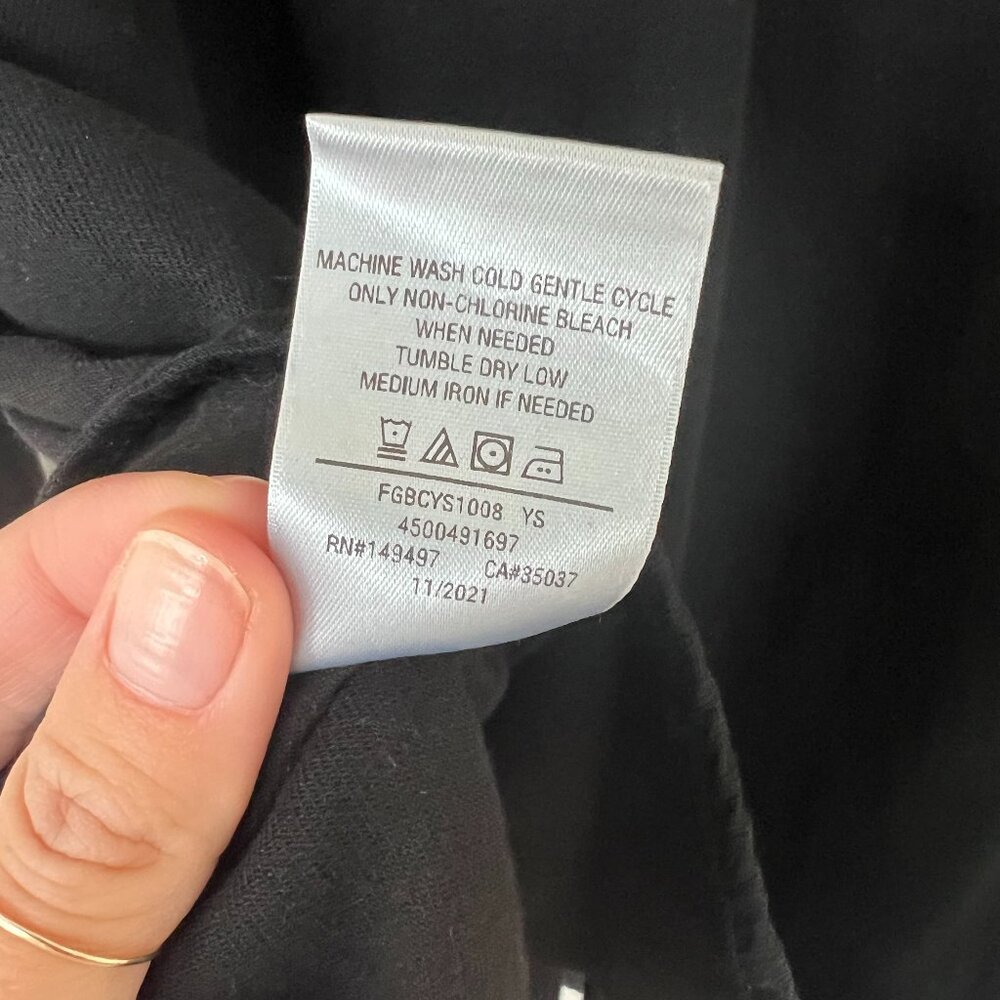 MACHINE WASH COLD GENTLE CYCLE
ONLY NON-CHLORINE BLEACH
WHEN NEEDED
TUMBLE DRY LOW
MEDIUM IRON IF NEEDED
FGBCYS1008 YS
4500491697
RN#149497 CA#35037
11/2021